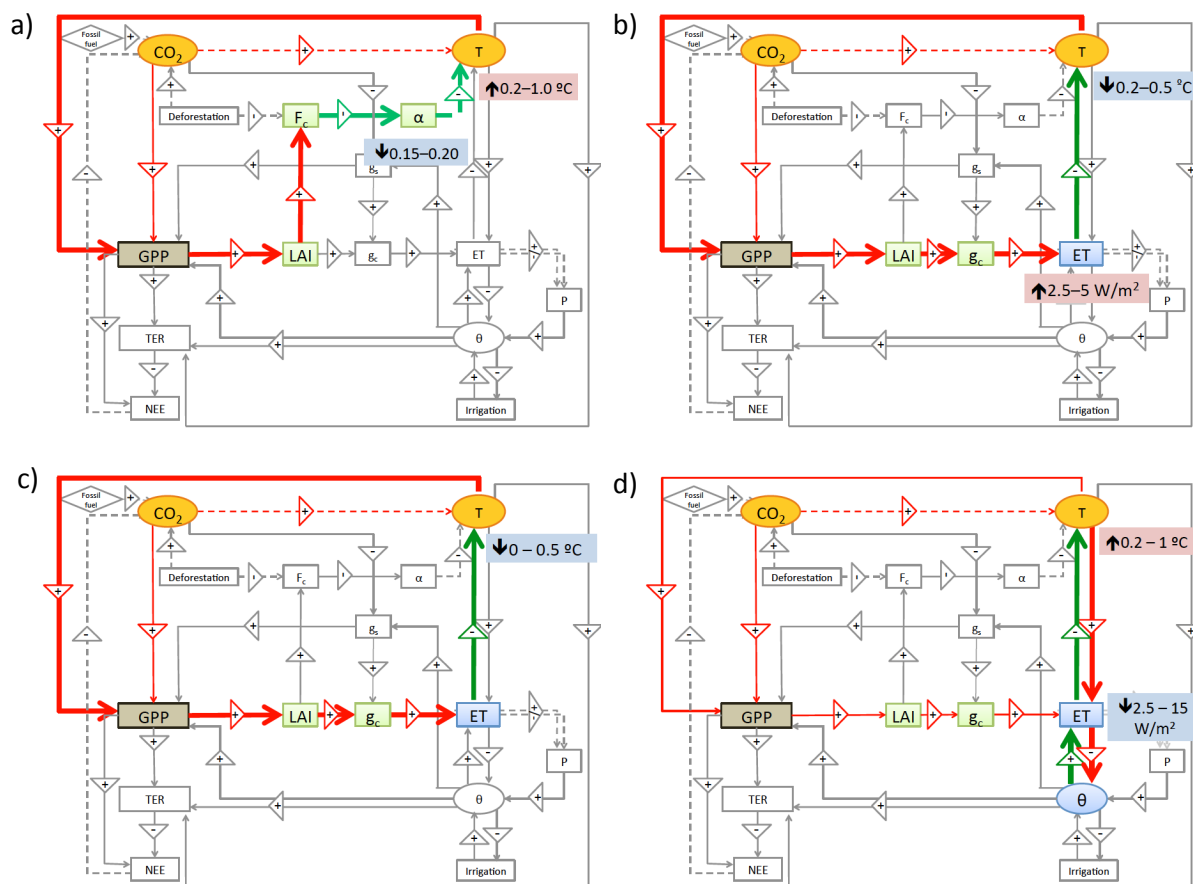 a)
Fossil fuel
+
CO2
+
T
+
-
🡹0.2–1.0 ºC
-
Deforestation
-
Fc
-
α
+
🡻0.15–0.20
-
+
gs
+
+
+
+
-
GPP
+
LAI
+
gc
+
ET
+
-
+
+
+
+
-
P
TER
θ
+
-
+
-
NEE
Irrigation
b)
Fossil fuel
+
CO2
+
T
+
-
🡻0.2–0.5 ºC
-
Deforestation
-
Fc
-
α
+
-
+
gs
+
+
+
+
-
GPP
+
LAI
+
gc
+
ET
+
-
🡹2.5–5 W/m2
+
+
+
+
-
P
TER
θ
+
-
+
-
NEE
Irrigation
c)
Fossil fuel
+
CO2
+
T
+
-
🡻0 – 0.5 ºC
-
Deforestation
-
Fc
-
α
+
-
+
gs
+
+
+
+
-
GPP
+
LAI
+
gc
+
ET
+
-
+
+
+
+
-
P
TER
θ
+
-
+
-
NEE
Irrigation
d)
Fossil fuel
+
CO2
+
T
+
-
🡹0.2 – 1 ºC
-
Deforestation
-
Fc
-
α
+
-
+
gs
+
+
+
+
-
+
GPP
+
LAI
+
gc
+
ET
🡻2.5 – 15
W/m2
+
+
+
+
-
P
TER
θ
+
-
+
-
NEE
Irrigation